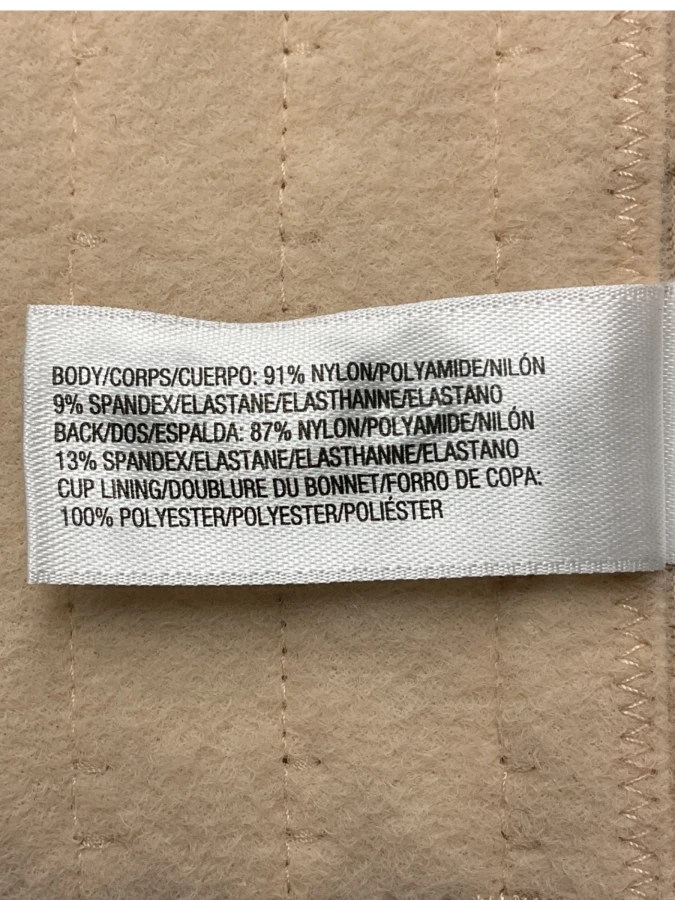 BODY/CORPS/CUERPO: 91% NYLON/POLYAMIDE/NILÓN
9% SPANDEX/ELASTANE/ELASTHANNE/ELASTANO
BACK/DOS/ESPALDA: 87% NYLON/POLYAMIDE/NILÓN
13% SPANDEX/ELASTANE/ELASTHANNE/ELASTANO
CUP LINING/DOUBLURE DU BONNET/FORRO DE COPA:
100% POLYESTER/POLYESTER/POLIÉSTER